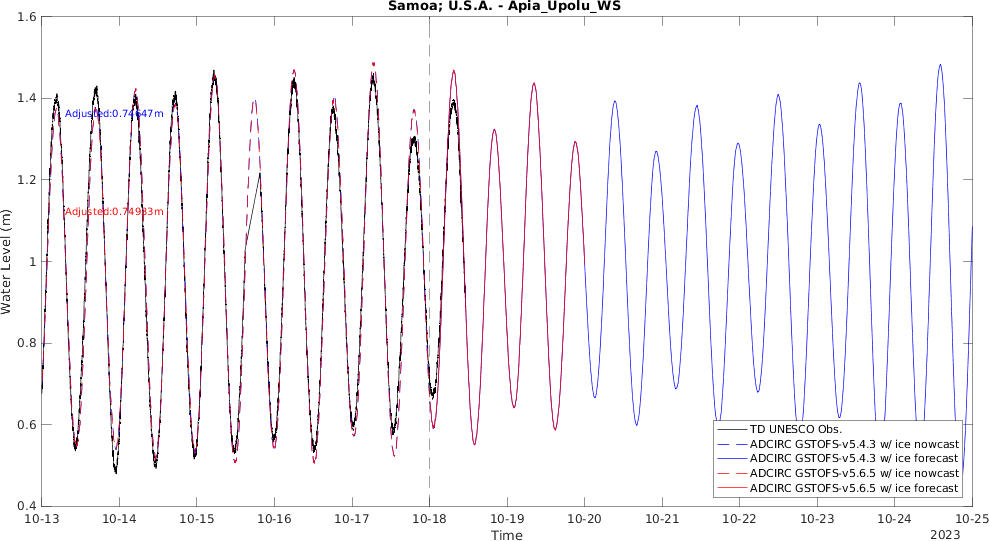 Samoa; U.S.A. - Apia_Upolu_WS
1.6
1.4
1.2
1
0.8
0.6
0.4
Water Level (m)
Adjusted:0.74647m
Adjusted:0.74983m
TD UNESCO Obs.
ADCIRC GSTOFS-v5.4.3 w/ ice nowcast
ADCIRC GSTOFS-v5.4.3 w/ ice forecast
ADCIRC GSTOFS-v5.6.5 w/ ice nowcast
ADCIRC GSTOFS-v5.6.5 w/ ice forecast
10-13 10-14 10-15 10-16 10-17 10-18 10-19 10-20 10-21 10-22 10-23 10-24 10-25
Time
2023